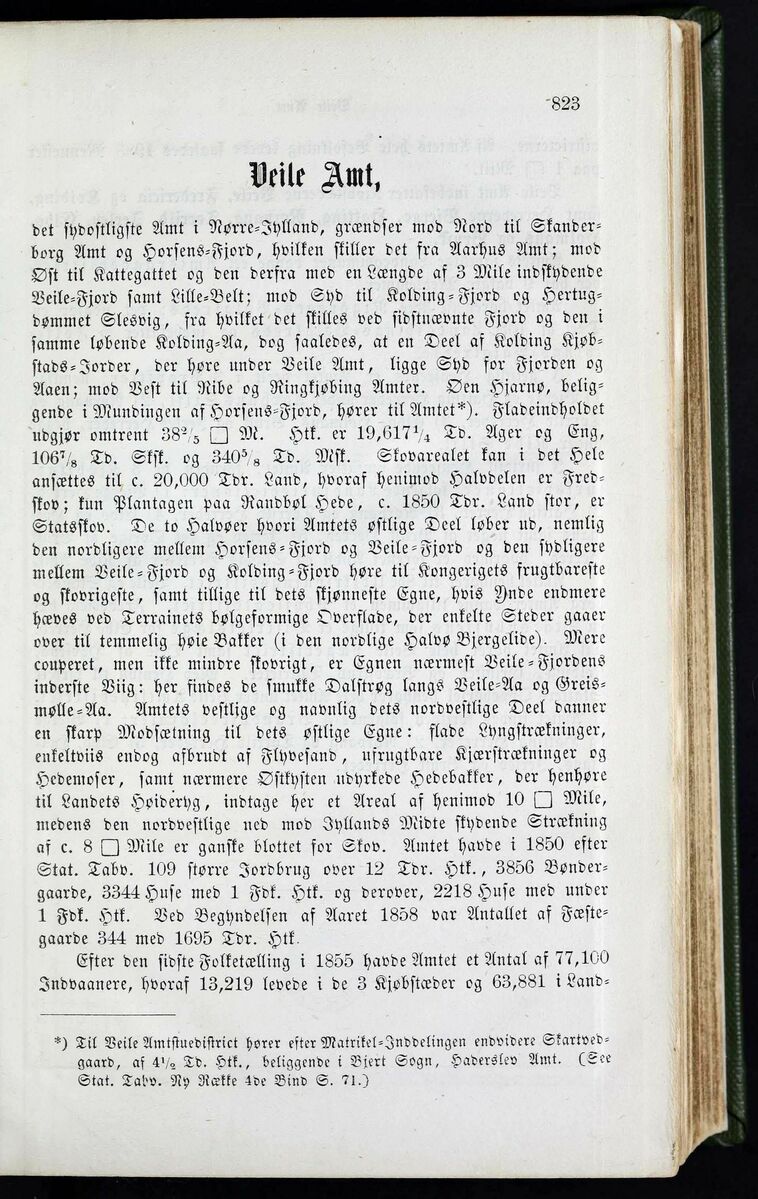 823
Veile Amt,
det sydostligste Amt i Nørre-Jylland, grændser mod Nord til Skander-
borg Amt og Horsens-Fjord, hvilken skiller det fra Aarhus Amt; mod
Øst til Kattegattet og den derfra med en Længde af 3 Mile indskydende
Veile-Fjord samt Lille-Belt; mod Syd til Kolding-Fjord og Hertug-
dømmet Slesvig, fra hvilket det skilles ved sidstnævnte Fjord og den i
samme løbende Kolding-Aa, dog saaledes, at en Deel af Kolding Kjøb-
stads-Jorder, der høre under Veile Amt, ligge Syd for Fjorden og
Aaen; mod Vest til Ribe og Ringkjøbing Amter. Øen Hjarnø, belig-
gende i Mundingen af Horsens-Fjord, hører til Amtet*). Fladeindholdet
udgjør omtrent 38²/₅ □ M. Htk. er 19,617¹/₄ Td. Ager og Eng,
106⁷/₈ Td. Skfk. og 340⁵/₈ Td. Mfk. Skovarealet kan i det Hele
ansættes til c. 20,000 Tdr. Land, hvoraf henimod Halvdelen er Fred-
skov; kun Plantagen paa Randbøl Hede, c. 1850 Tdr. Land stor, er
Statsskov. De to Halvøer hvori Amtets østlige Deel løber ud, nemlig
den nordligere mellem Horsens-Fjord og Veile-Fjord og den sydligere
mellem Veile-Fjord og Kolding-Fjord høre til Kongerigets frugtbareste
og skovrigeste, samt tillige til dets skjønneste Egne, hvis Ynde endmere
hæves ved Terrainets bølgeformige Overflade, der enkelte Steder gaaer
over til temmelig høie Bakker (i den nordlige Halvø Bjergelide). Mere
couperet, men ikke mindre skovrigt, er Egnen nærmest Veile-Fjordens
inderste Viig: her findes de smukke Dalstrøg langs Veile-Aa og Greis-
mølle-Aa. Amtets vestlige og navnlig dets nordvestlige Deel danner
en skarp Modsætning til dets østlige Egne: flade Lyngstrækninger,
enkeltviis endog afbrudt af Flyvesand, ufrugtbare Kjærstrækninger og
Hedemoser, samt nærmere Østkysten udyrkede Hedebakker, der henhøre
til Landets Høideryg, indtage her et Areal af henimod 10 □ Mile,
medens den nordvestlige ned mod Jyllands Midte skydende Strækning
af c. 8 □ Mile er ganske blottet for Skov. Amtet havde i 1850 efter
Stat. Tabv. 109 større Jordbrug over 12 Tdr. Htk., 3856 Bønder-
gaarde, 3344 Huse med 1 Fdk. Htk. og derover, 2218 Huse med under
1 Fdk. Htk. Ved Begyndelsen af Aaret 1858 var Antallet af Fæste-
gaarde 344 med 1695 Tdr. Htk.
Efter den sidste Folketælling i 1855 havde Amtet et Antal af 77,100
Indvaanere, hvoraf 13,219 levede i de 3 Kjøbstæder og 63,881 i Land-
*) Til Veile Amtstuedistrict hører efter Matrikel-Inddelingen endvidere Skartved-
gaard, af 4¹/₂ Td. Htk., beliggende i Bjert Sogn, Haderslev Amt. (See
Stat. Tabv. Ny Række 4de Bind S. 71.)